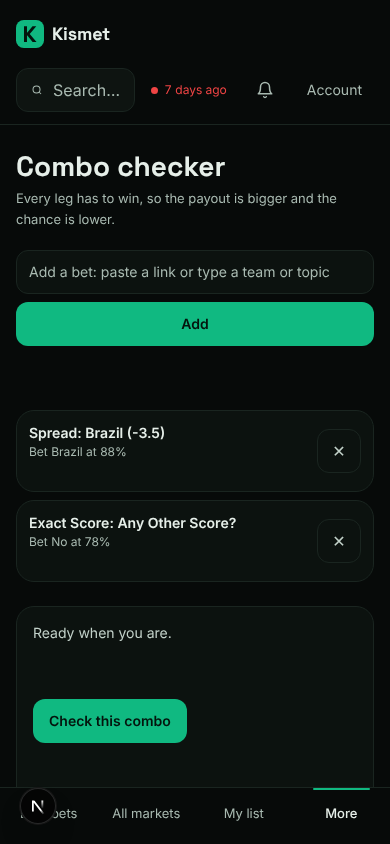 K Kismet
Search...
7 days ago
Account
Combo checker
Every leg has to win, so the payout is bigger and the
chance is lower.
Add a bet: paste a link or type a team or topic
Add
Spread: Brazil (-3.5)
Bet Brazil at 88%
Exact Score: Any Other Score?
Bet No at 78%
Ready when you are.
Check this combo
N
All markets
My list
More